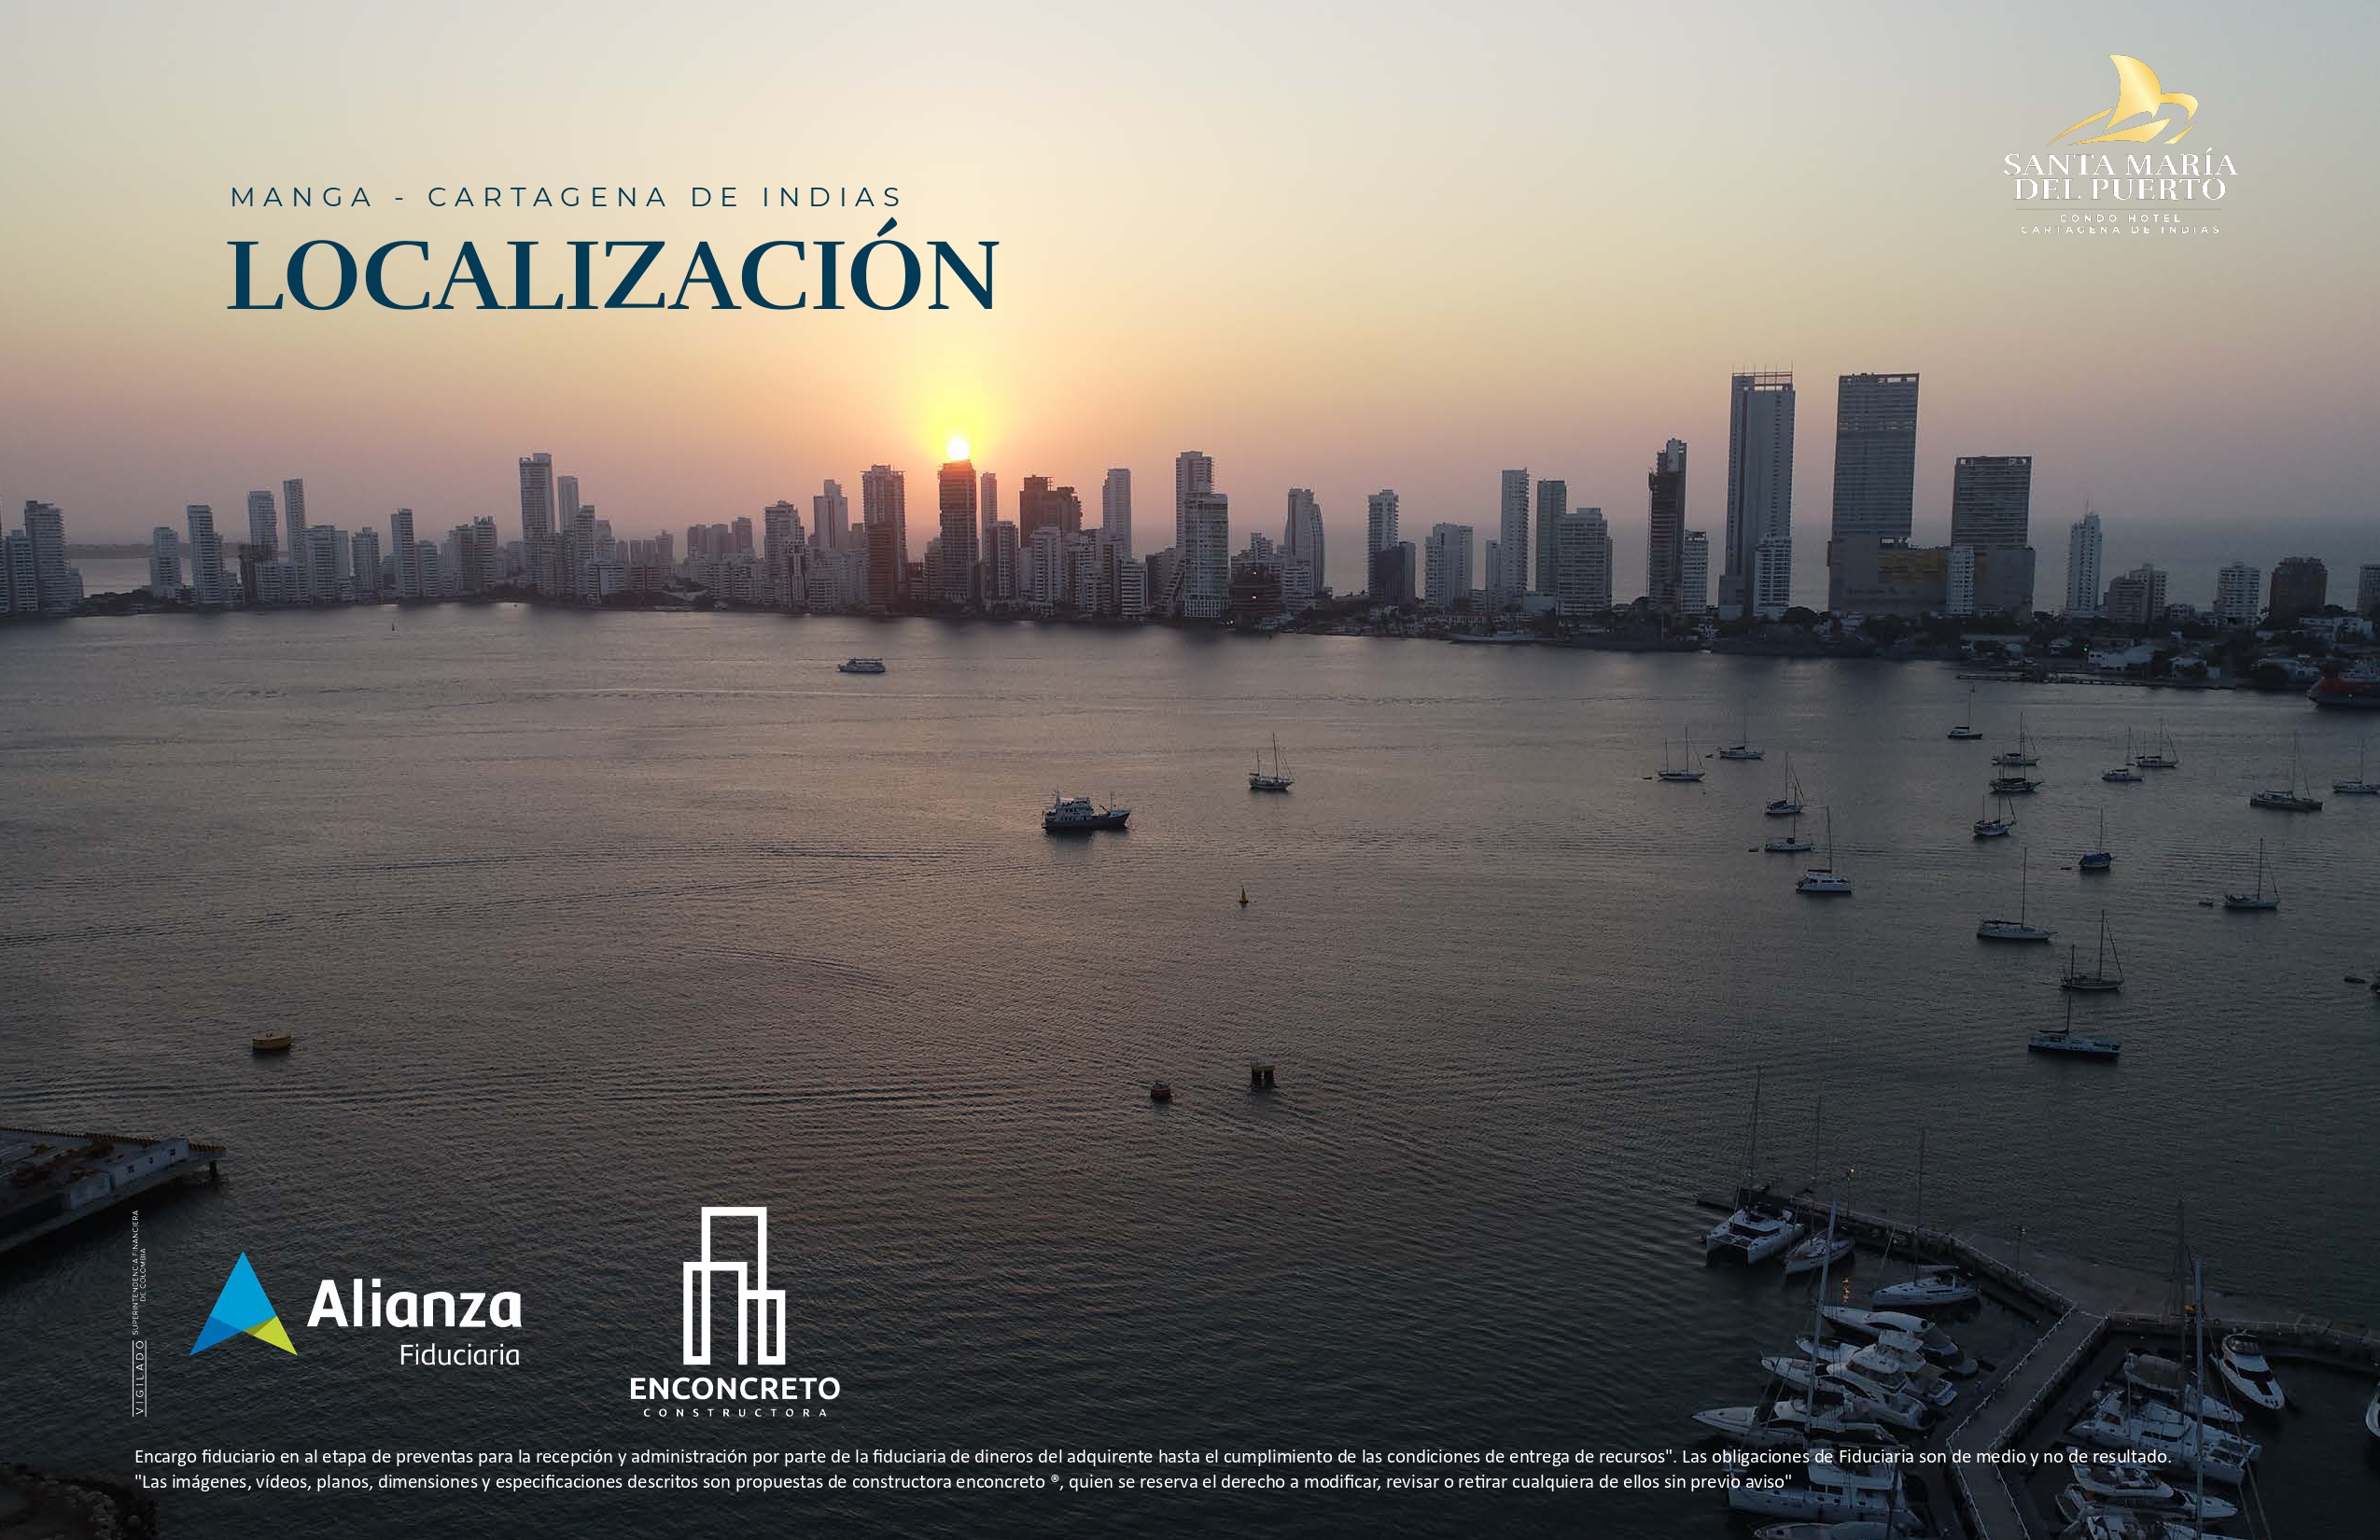 MANGA - CARTAGENA DE INDIAS
LOCALIZACIÓN
SANTA MARÍA
DEL PUERTO
CONDO HOTEL
CARTAGENA DE INDIAS
VIGILADO SUPERINTENDENCIA FINANCIERA
DE COLOMBIA
Alianza
Fiduciaria
ENCONCRETO
CONSTRUCTORA
Encargo fiduciario en al etapa de preventas para la recepción y administración por parte de la fiduciaria de dineros del adquirente hasta el cumplimiento de las condiciones de entrega de recursos". Las obligaciones de Fiduciaria son de medio y no de resultado.
"Las imágenes, vídeos, planos, dimensiones y especificaciones descritos son propuestas de constructora enconcreto ®, quien se reserva el derecho a modificar, revisar o retirar cualquiera de ellos sin previo aviso"